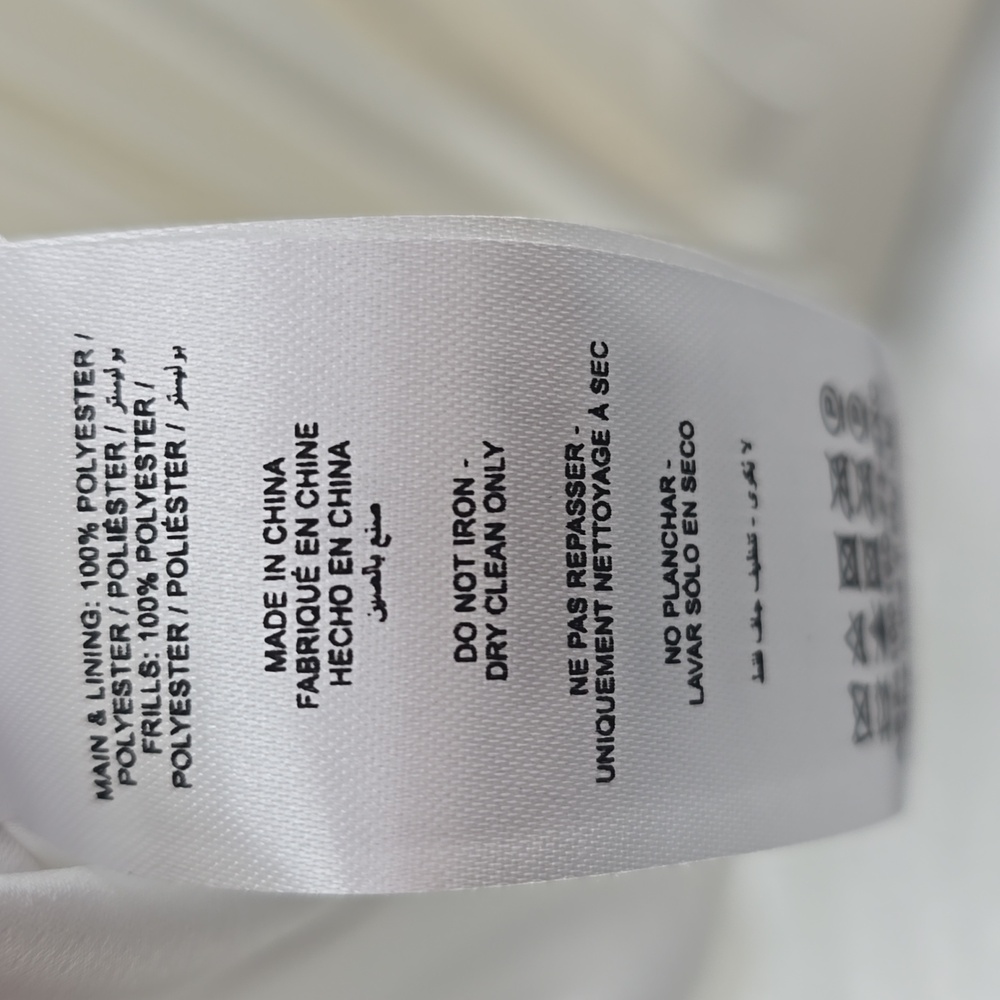 MAIN & LINING: 100% POLYESTER /
POLYESTER / POLIÉSTER / بوليستر
FRILLS: 100% POLYESTER /
POLYESTER / POLIÉSTER / بوليستر
MADE IN CHINA
FABRIQUÉ EN CHINE
HECHO EN CHINA
صنع بالصين
DO NOT IRON -
DRY CLEAN ONLY
NE PAS REPASSER -
UNIQUEMENT NETTOYAGE À SEC
NO PLANCHAR -
LAVAR SÓLO EN SECO
لا تكوى - تنظيف جاف فقط